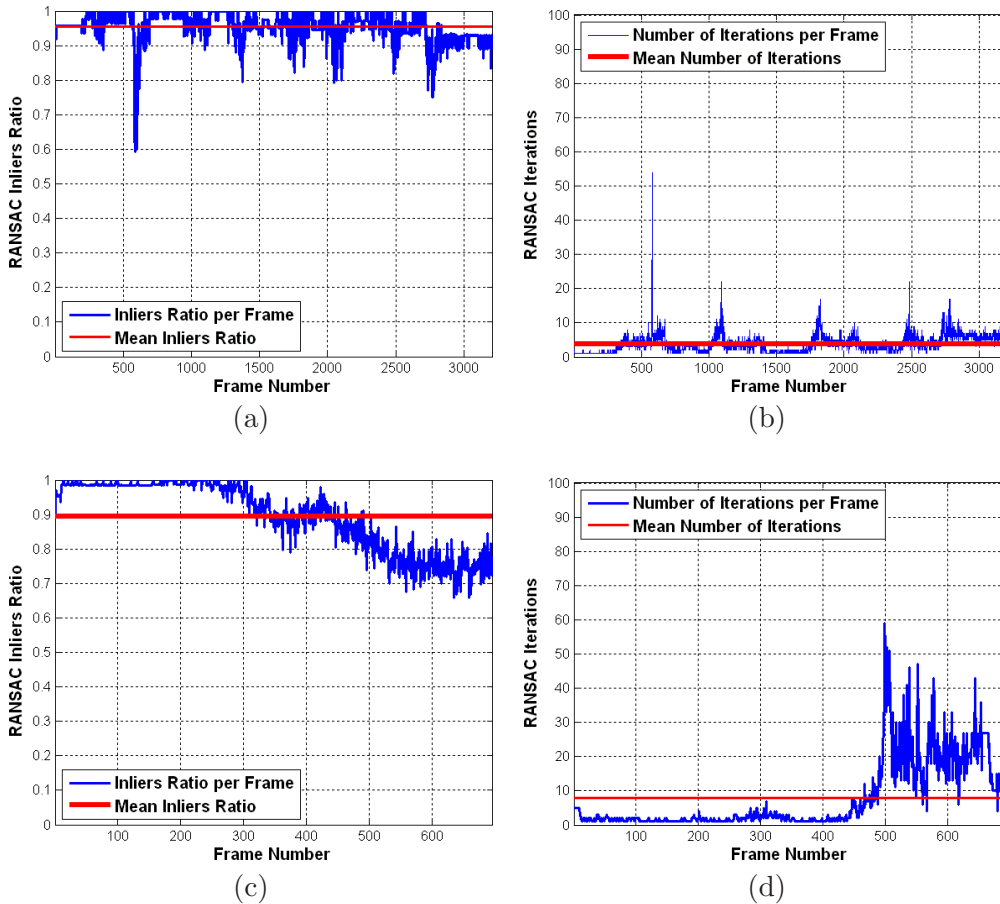 1
0.9
0.8
0.7
0.6
0.5
0.4
0.3
0.2
0.1
0
RANSAC Inliers Ratio
Inliers Ratio per Frame
Mean Inliers Ratio
500 1000 1500 2000 2500 3000
Frame Number
(a)
100
90
80
70
60
50
40
30
20
10
0
RANSAC Iterations
Number of Iterations per Frame
Mean Number of Iterations
500 1000 1500 2000 2500 3000
Frame Number
(b)
1
0.9
0.8
0.7
0.6
0.5
0.4
0.3
0.2
0.1
0
RANSAC Inliers Ratio
Inliers Ratio per Frame
Mean Inliers Ratio
100 200 300 400 500 600
Frame Number
(c)
100
90
80
70
60
50
40
30
20
10
0
RANSAC Iterations
Number of Iterations per Frame
Mean Number of Iterations
100 200 300 400 500 600
Frame Number
(d)